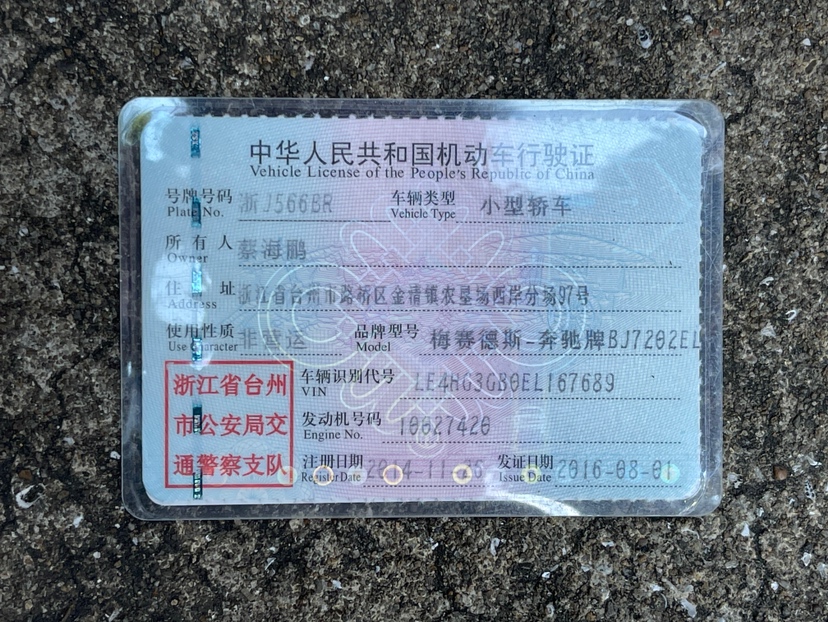 中华人民共和国机动车行驶证
Vehicle License of the People's Republic of China
号牌号码 浙J566BR 车辆类型 小型轿车
Plate No. Vehicle Type
所有人 蔡海鹏
Owner
住址 浙江省台州市路桥区金清镇农垦场西岸分场97号
Address
使用性质 非营运 品牌型号 梅赛德斯-奔驰牌BJ7202EL
Use Character Model
浙江省台州
市公安局交
通警察支队
车辆识别代号 LE4HG3GB0EL167689
VIN
发动机号码 10027420
Engine No.
注册日期 2014-11-25 发证日期 2016-08-01
Register Date Issue Date